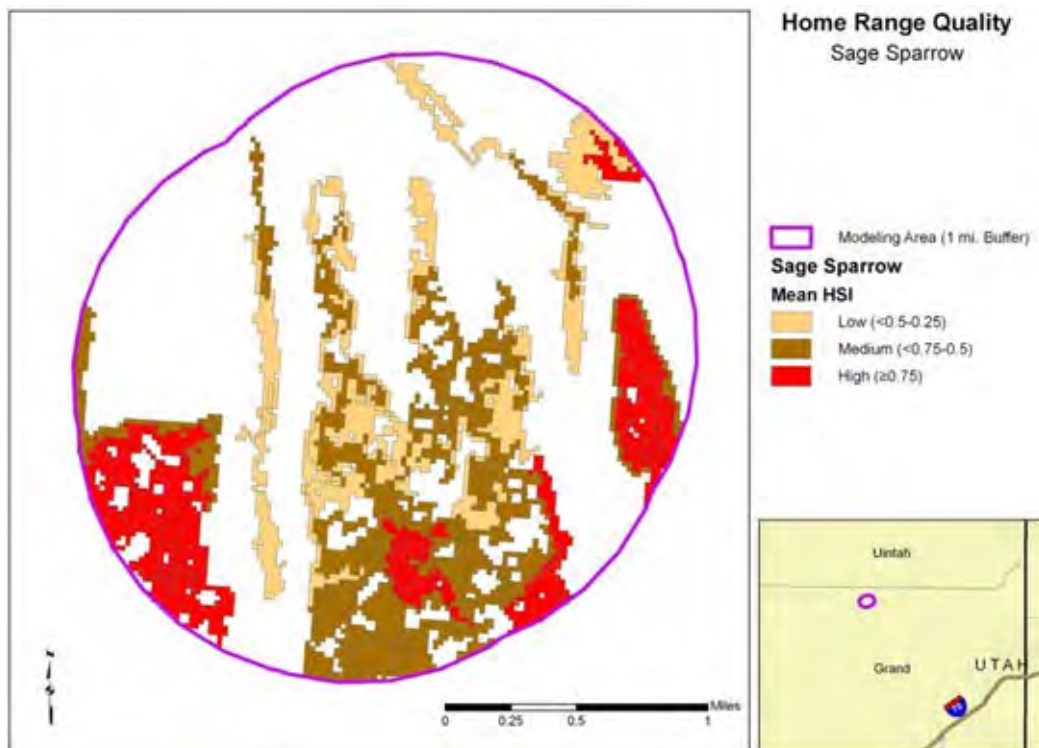 Home Range Quality
Sage Sparrow
Modeling Area (1 mi. Buffer)
Sage Sparrow
Mean HSI
Low (<0.5-0.25)
Medium (<0.75-0.5)
High (≥0.75)
Miles
0 0.25 0.5 1
Uintah
Grand
UTAH
70